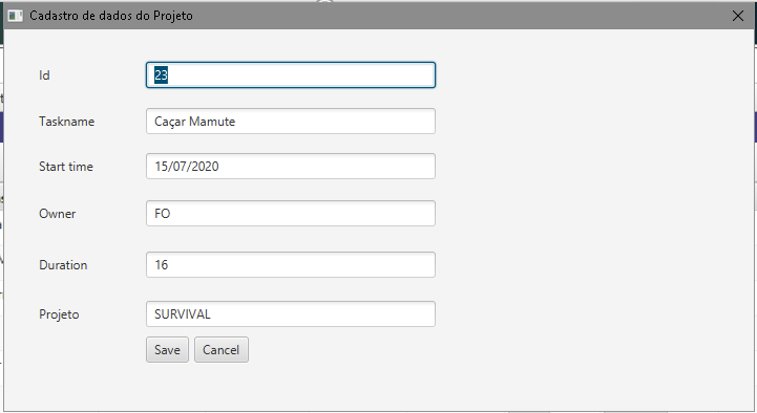 Cadastro de dados do Projeto
Id 23
Taskname Caçar Mamute
Start time 15/07/2020
Owner FO
Duration 16
Projeto SURVIVAL
Save Cancel